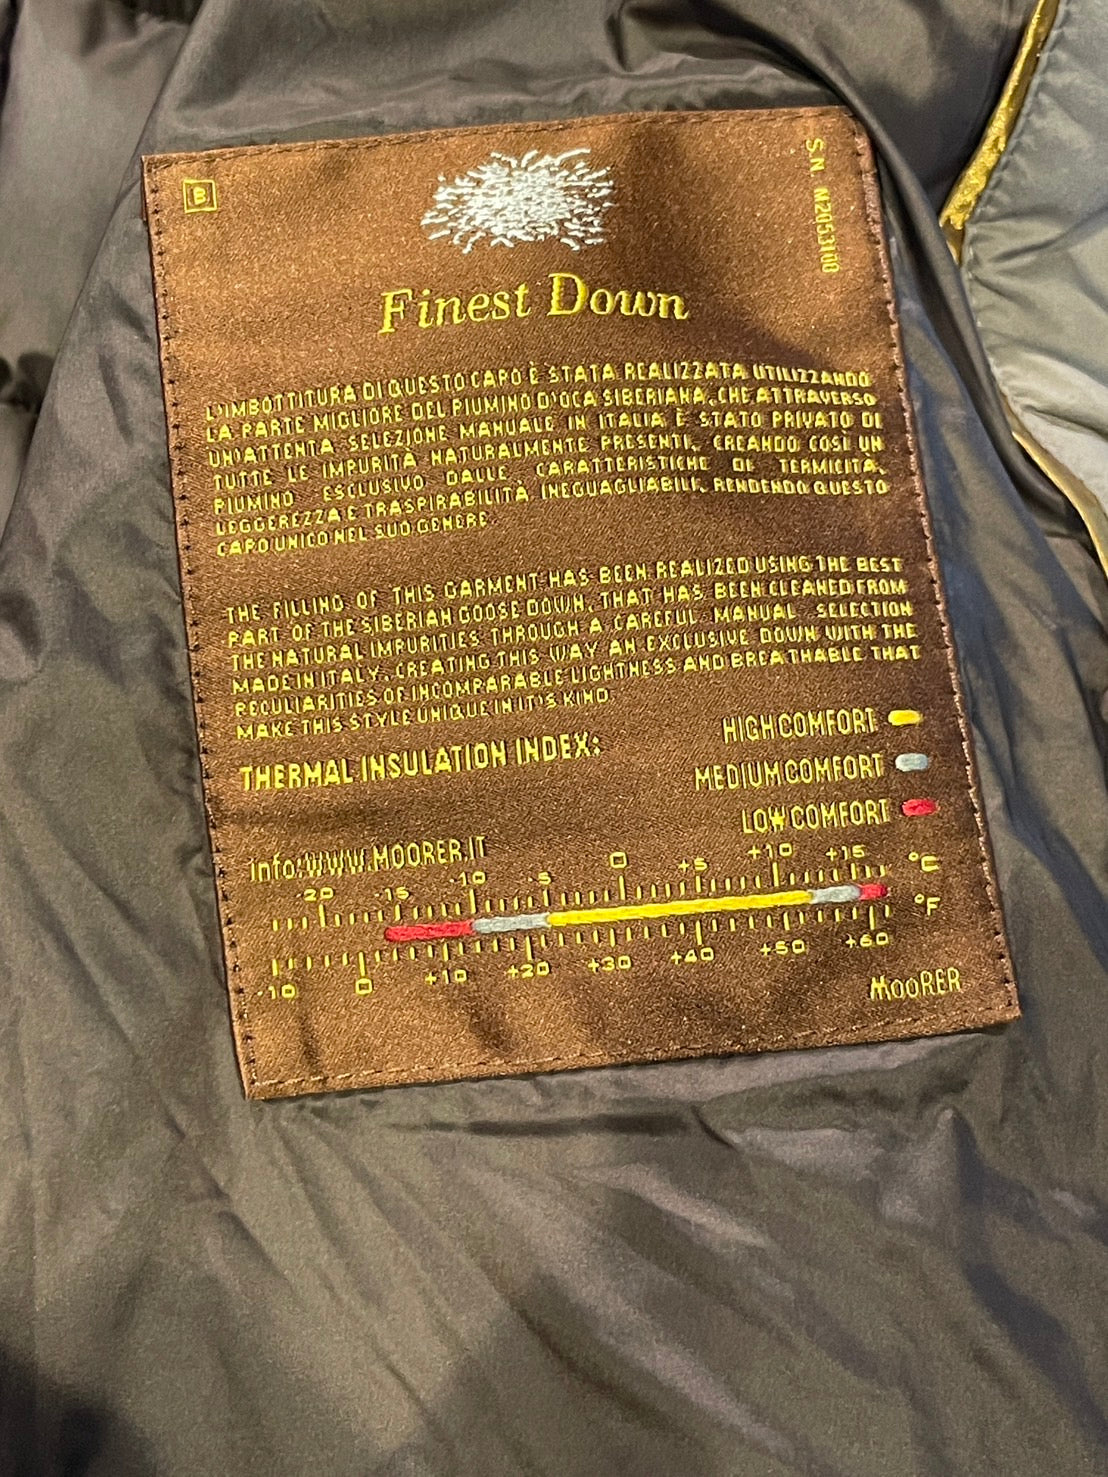 B
S.N. M2053108
Finest Down
L'IMBOTTITURA DI QUESTO CAPO È STATA REALIZZATA UTILIZZANDO
LA PARTE MIGLIORE DEL PIUMINO D'OCA SIBERIANA, CHE ATTRAVERSO
UN'ATTENTA SELEZIONE MANUALE IN ITALIA È STATO PRIVATO DI
TUTTE LE IMPURITÀ NATURALMENTE PRESENTI, CREANDO COSÌ UN
PIUMINO ESCLUSIVO DALLE CARATTERISTICHE DI TERMICITÀ,
LEGGEREZZA E TRASPIRABILITÀ INEGUAGLIABILI, RENDENDO QUESTO
CAPO UNICO NEL SUO GENERE.
THE FILLING OF THIS GARMENT HAS BEEN REALIZED USING THE BEST
PART OF THE SIBERIAN GOOSE DOWN, THAT HAS BEEN CLEANED FROM
THE NATURAL IMPURITIES THROUGH A CAREFUL MANUAL SELECTION
MADE IN ITALY, CREATING THIS WAY AN EXCLUSIVE DOWN WITH THE
PECULIARITIES OF INCOMPARABLE LIGHTNESS AND BREATHABLE THAT
MAKE THIS STYLE UNIQUE IN IT'S KIND.
HIGH COMFORT
THERMAL INSULATION INDEX:
MEDIUM COMFORT
LOW COMFORT
info:WWW.MOORER.IT
-20 -15 -10 -5 0 +5 +10 +15 °C
-10 0 +10 +20 +30 +40 +50 +60 °F
MOORER